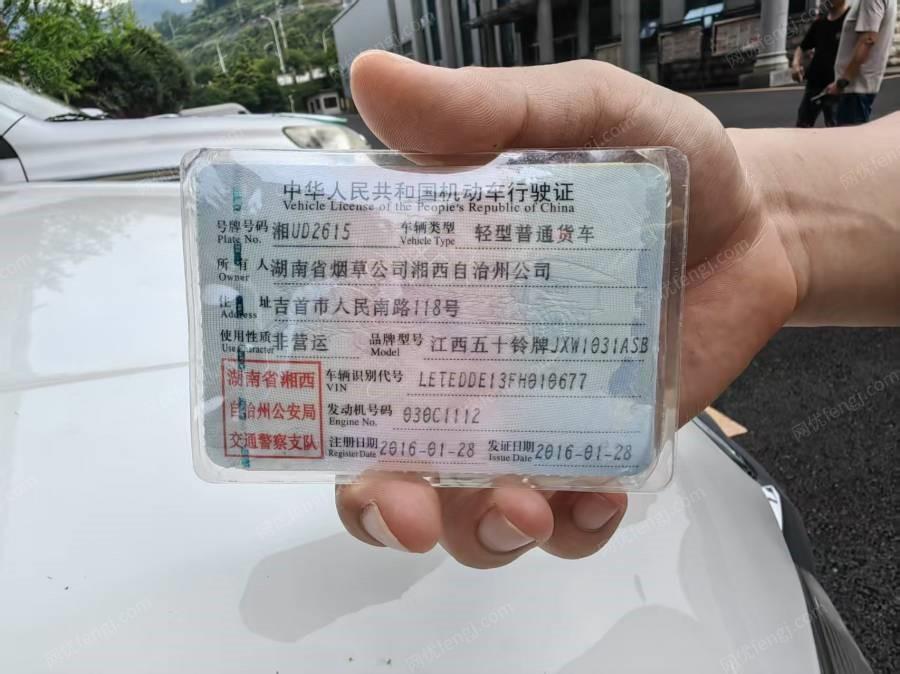 中华人民共和国机动车行驶证
Vehicle License of the People's Republic of China
号牌号码 湘UD2615 车辆类型 轻型普通货车
Plate No. Vehicle Type
所有人 湖南省烟草公司湘西自治州公司
Owner
住址 吉首市人民南路118号
Address
使用性质 非营运 品牌型号 江西五十铃牌JXW1031ASB
Use Character Model
湖南省湘西
自治州公安局
交通警察支队
车辆识别代号 LETEDDE13FH010677
VIN
发动机号码 030C1112
Engine No.
注册日期 2016-01-28 发证日期 2016-01-28
Register Date Issue Date
网优fengj.com